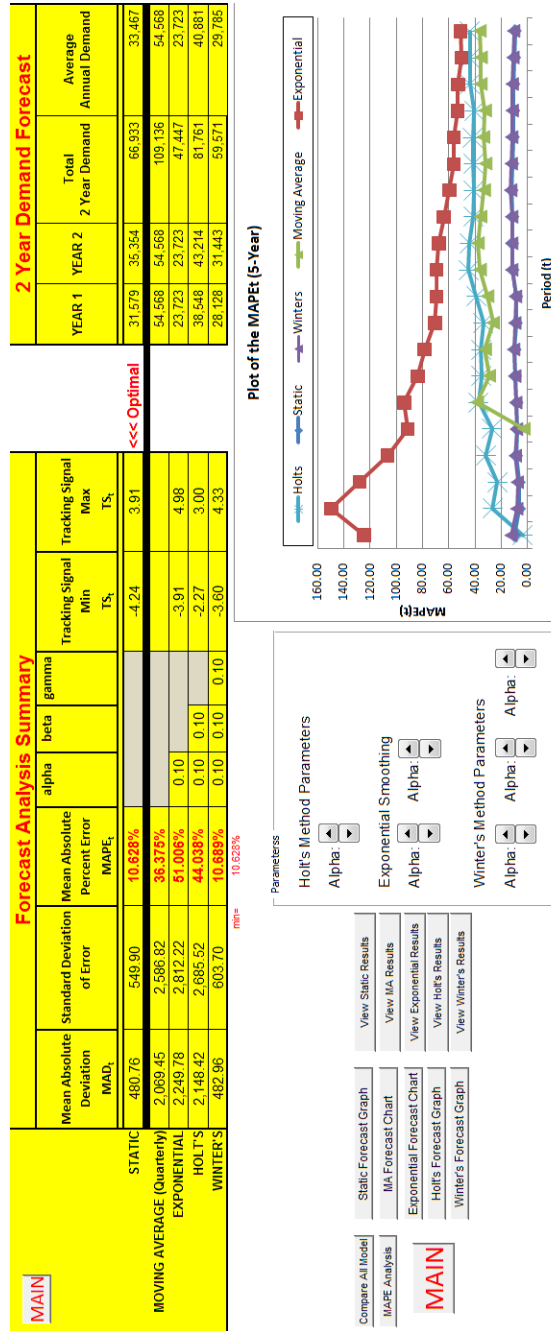 MAIN
Forecast Analysis Summary
Mean Absolute Deviation MADt
Standard Deviation of Error
Mean Absolute Percent Error MAPEt
alpha
beta
gamma
Tracking Signal Min TSt
Tracking Signal Max TSt
STATIC 480.76 549.90 10.628% -4.24 3.91 <<< Optimal
MOVING AVERAGE (Quarterly) 2,069.45 2,586.82 36.375%
EXPONENTIAL 2,249.78 2,812.22 51.006% 0.10 -3.91 4.98
HOLT'S 2,148.42 2,685.52 44.038% 0.10 0.10 -2.27 3.00
WINTER'S 482.96 603.70 10.689% 0.10 0.10 0.10 -3.60 4.33
min= 10.628%
2 Year Demand Forecast
YEAR 1
YEAR 2
Total 2 Year Demand
Average Annual Demand
31,579 35,354 66,933 33,467
54,568 54,568 109,136 54,568
23,723 23,723 47,447 23,723
38,548 43,214 81,761 40,881
28,128 31,443 59,571 29,785
Compare All Model
MAPE Analysis
MAIN
Static Forecast Graph
MA Forecast Chart
Exponential Forecast Chart
Holt's Forecast Graph
Winter's Forecast Graph
View Static Results
View MA Results
View Exponential Results
View Holt's Results
View Winter's Results
Parameterss
Holt's Method Parameters
Alpha:
Exponential Smoothing
Alpha:
Alpha:
Winter's Method Parameters
Alpha:
Alpha:
Alpha:
Plot of the MAPEt (5-Year)
Holts
Static
Winters
Moving Average
Exponential
MAPE(t)
160.00
140.00
120.00
100.00
80.00
60.00
40.00
20.00
0.00
Period (t)